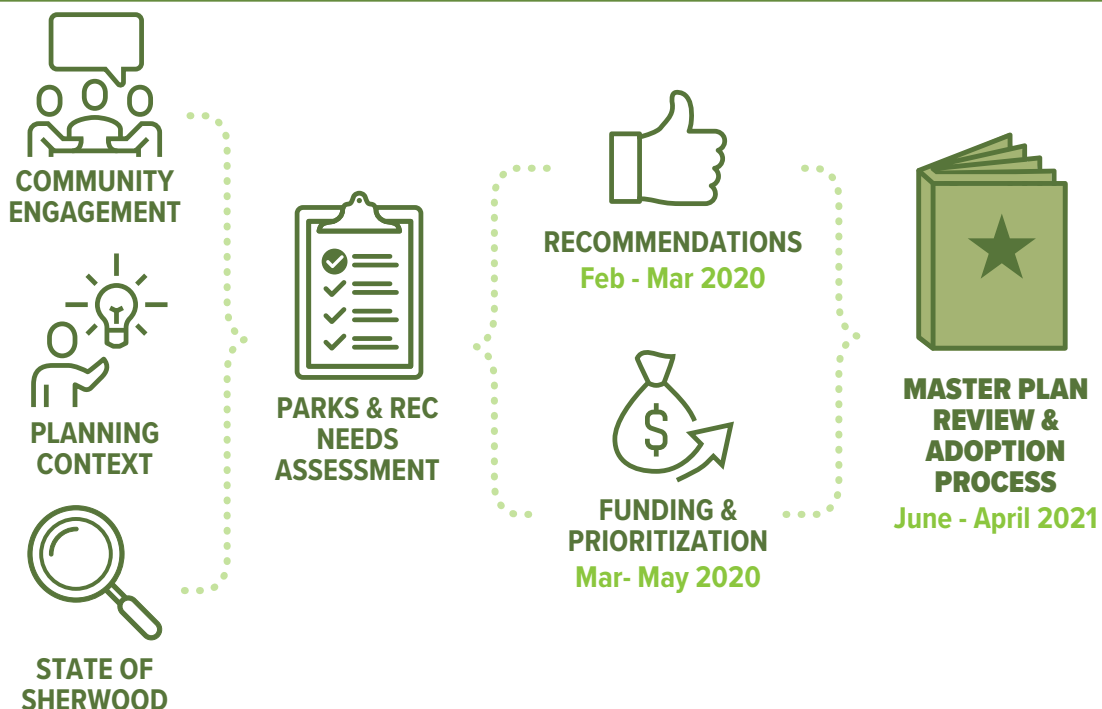 COMMUNITY
ENGAGEMENT
PLANNING
CONTEXT
STATE OF
SHERWOOD
PARKS & REC
NEEDS
ASSESSMENT
RECOMMENDATIONS
Feb - Mar 2020
$
FUNDING &
PRIORITIZATION
Mar- May 2020
MASTER PLAN
REVIEW &
ADOPTION
PROCESS
June - April 2021